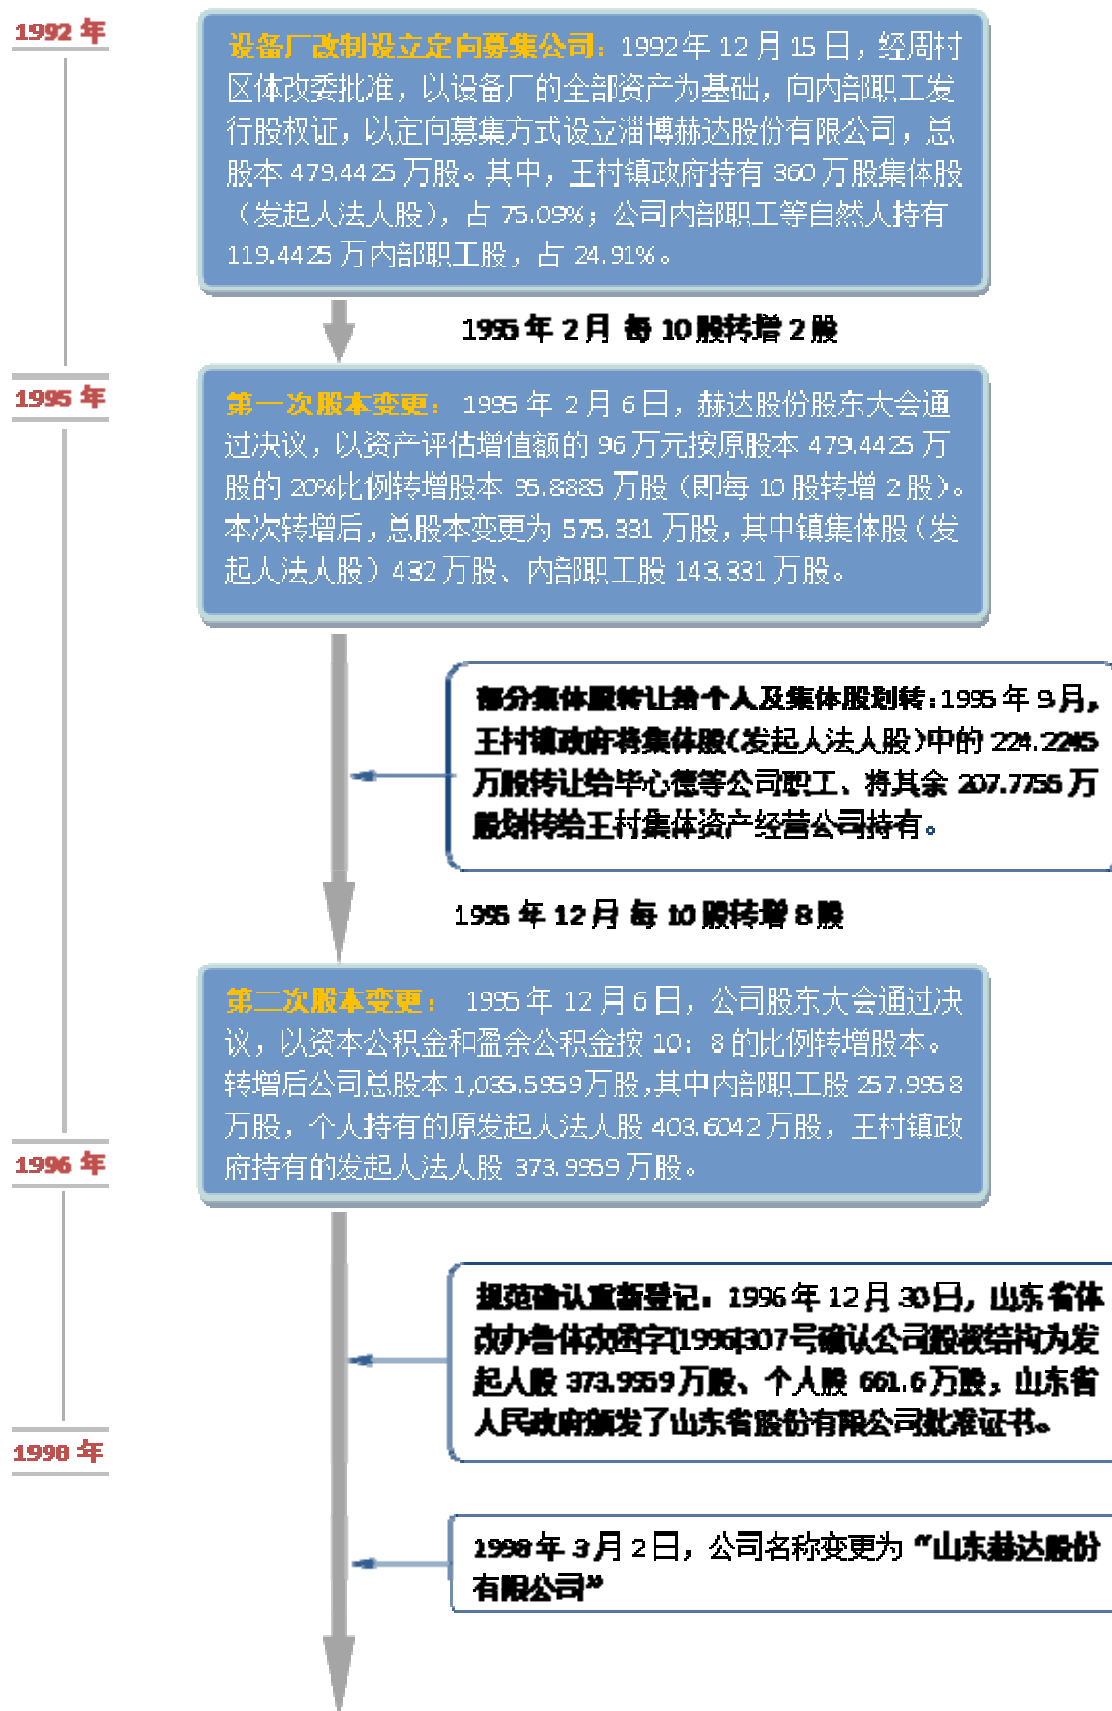 1992 年
设备厂改制设立定向募集公司：1992 年 12 月 15 日，经周村
区体改委批准，以设备厂的全部资产为基础，向内部职工发
行股权证，以定向募集方式设立淄博赫达股份有限公司，总
股本 479.4425 万股。其中，王村镇政府持有 360 万股集体股
（发起人法人股），占 75.09%；公司内部职工等自然人持有
119.4425 万内部职工股，占 24.91%。
1995 年 2 月 每 10 股转增 2 股
1995 年
第一次股本变更： 1995 年 2 月 6 日，赫达股份股东大会通
过决议，以资产评估增值额的 96 万元按原股本 479.4425 万
股的 20%比例转增股本 95.8885 万股（即每 10 股转增 2 股）。
本次转增后，总股本变更为 575.331 万股，其中镇集体股（发
起人法人股）432 万股、内部职工股 143.331 万股。
部分集体股转让给个人及集体股划转：1995 年 9 月，
王村镇政府将集体股（发起人法人股）中的 224.2245
万股转让给毕心德等公司职工、将其余 207.7755 万
股划转给王村集体资产经营公司持有。
1995 年 12 月 每 10 股转增 8 股
第二次股本变更： 1995 年 12 月 6 日，公司股东大会通过决
议，以资本公积金和盈余公积金按 10：8 的比例转增股本。
转增后公司总股本 1,035.5959 万股，其中内部职工股 257.9958
万股，个人持有的原发起人法人股 403.6042 万股，王村镇政
府持有的发起人法人股 373.9959 万股。
1996 年
规范确认重新登记：1996 年 12 月 30 日，山东省体
改办鲁体改函字[1996]307 号确认公司股权结构为发
起人股 373.9959 万股、个人股 661.6 万股，山东省
人民政府颁发了山东省股份有限公司批准证书。
1998 年
1998 年 3 月 2 日，公司名称变更为“山东赫达股份
有限公司”